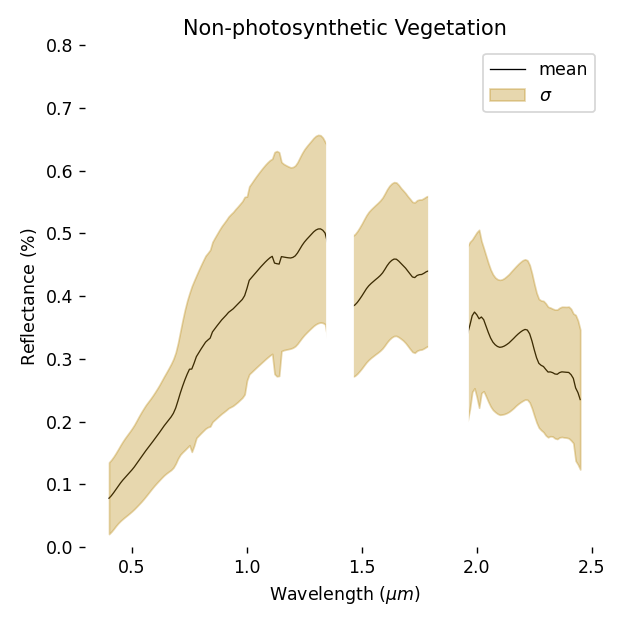 Non-photosynthetic Vegetation
0.8
0.7
0.6
0.5
0.4
0.3
0.2
0.1
0.0
Reflectance (%)
mean
σ
0.5 1.0 1.5 2.0 2.5
Wavelength (μm)